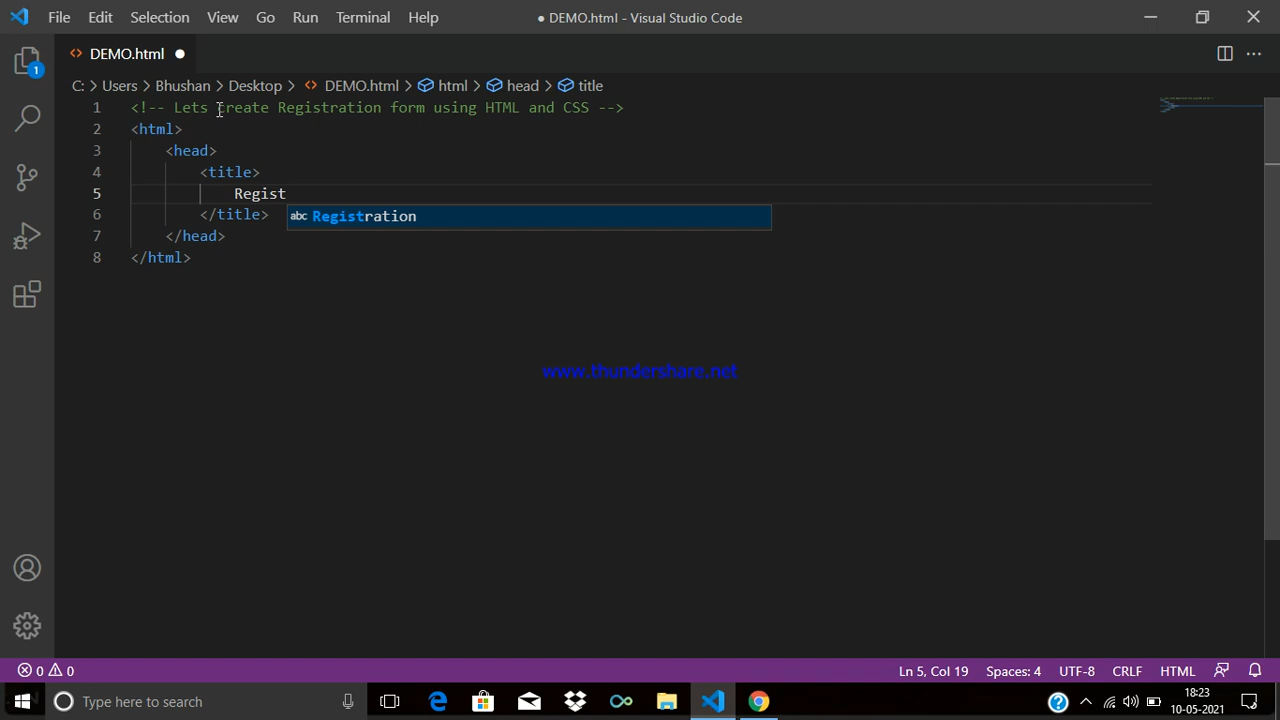 File Edit Selection View Go Run Terminal Help
● DEMO.html - Visual Studio Code
DEMO.html ●
C: > Users > Bhushan > Desktop > DEMO.html > html > head > title
1 <!-- Lets create Registration form using HTML and CSS -->
2 <html>
3 <head>
4 <title>
5 Regist
6 </title>
abc Registration
7 </head>
8 </html>
1
www.thundershare.net
0 0
Ln 5, Col 19 Spaces: 4 UTF-8 CRLF HTML
Type here to search
18:23
10-05-2021